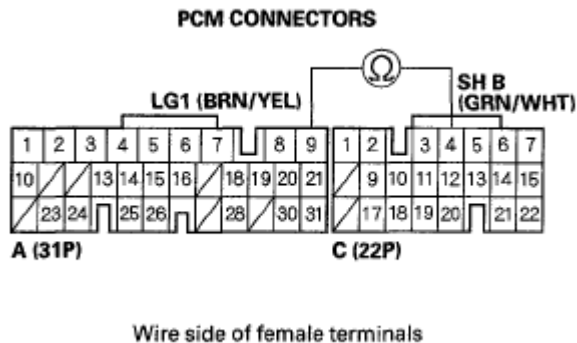 PCM CONNECTORS
Ω
LG1 (BRN/YEL)
SH B
(GRN/WHT)
1 2 3 4 5 6 7 8 9
10 13 14 15 16 18 19 20 21
23 24 25 26 28 30 31
A (31P)
1 2 3 4 5 6 7
9 10 11 12 13 14 15
17 18 19 20 21 22
C (22P)
Wire side of female terminals